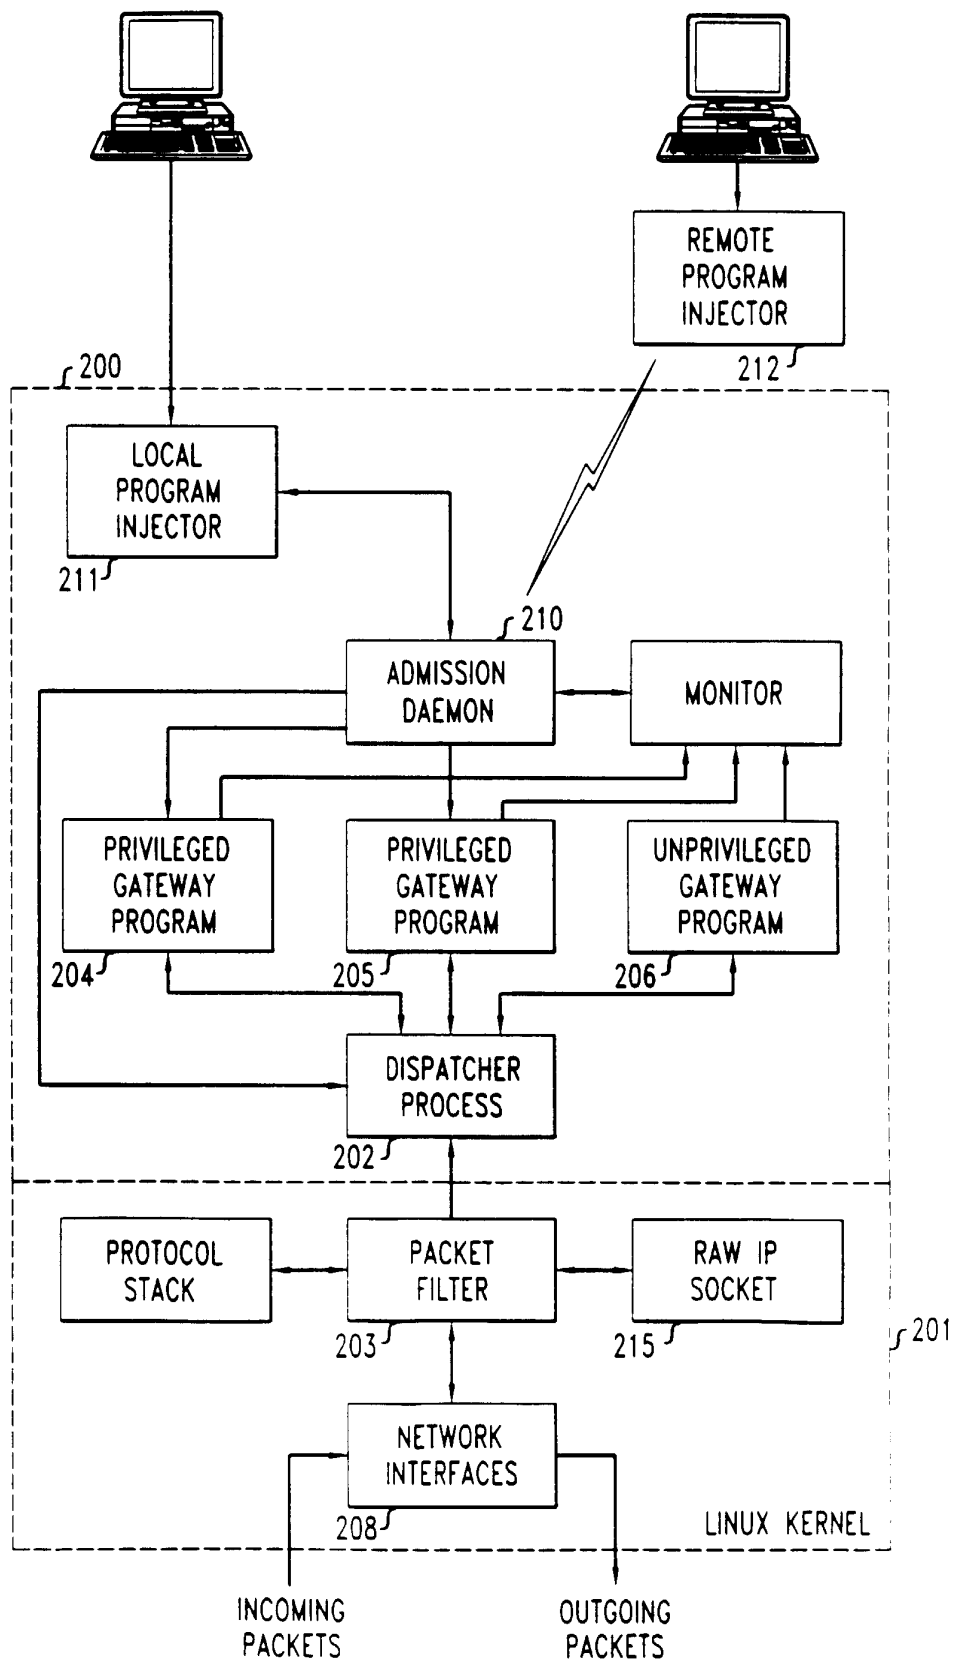 REMOTE
PROGRAM
INJECTOR
212
200
LOCAL
PROGRAM
INJECTOR
211
210
ADMISSION
DAEMON
MONITOR
PRIVILEGED
GATEWAY
PROGRAM
204
PRIVILEGED
GATEWAY
PROGRAM
205
UNPRIVILEGED
GATEWAY
PROGRAM
206
DISPATCHER
PROCESS
202
PROTOCOL
STACK
PACKET
FILTER
203
RAW IP
SOCKET
215
201
NETWORK
INTERFACES
208
LINUX KERNEL
INCOMING
PACKETS
OUTGOING
PACKETS